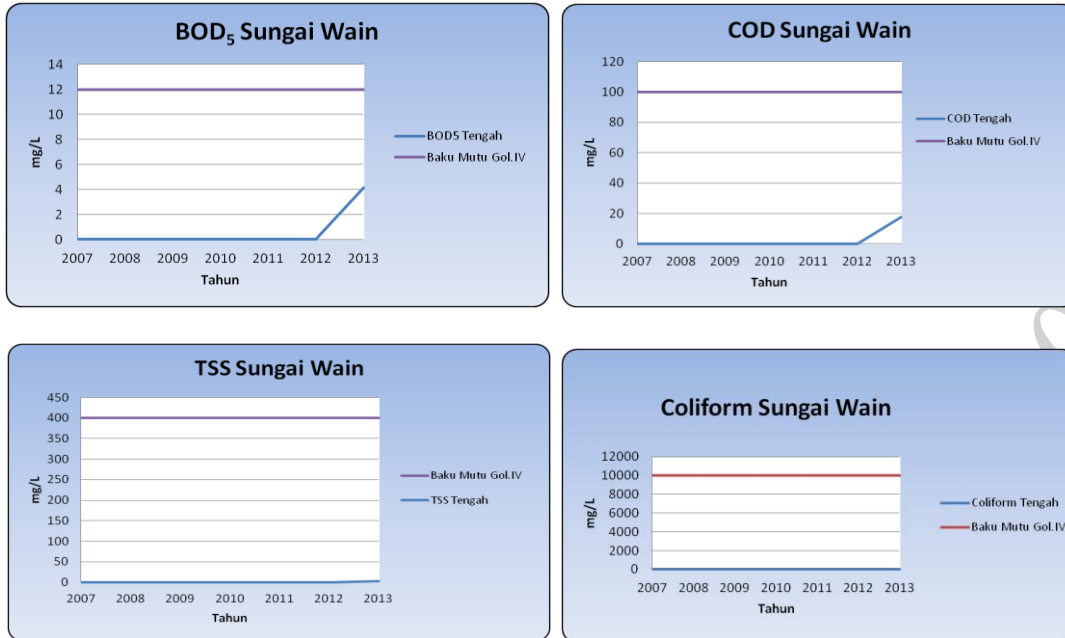 BOD₅ Sungai Wain
14
12
10
8
6
4
2
0
mg/L
2007 2008 2009 2010 2011 2012 2013
Tahun
BOD5 Tengah
Baku Mutu Gol.IV
COD Sungai Wain
120
100
80
60
40
20
0
mg/L
2007 2008 2009 2010 2011 2012 2013
Tahun
COD Tengah
Baku Mutu Gol.IV
TSS Sungai Wain
450
400
350
300
250
200
150
100
50
0
mg/L
2007 2008 2009 2010 2011 2012 2013
Tahun
Baku Mutu Gol.IV
TSS Tengah
Coliform Sungai Wain
12000
10000
8000
6000
4000
2000
0
mg/L
2007 2008 2009 2010 2011 2012 2013
Tahun
Coliform Tengah
Baku Mutu Gol.IV